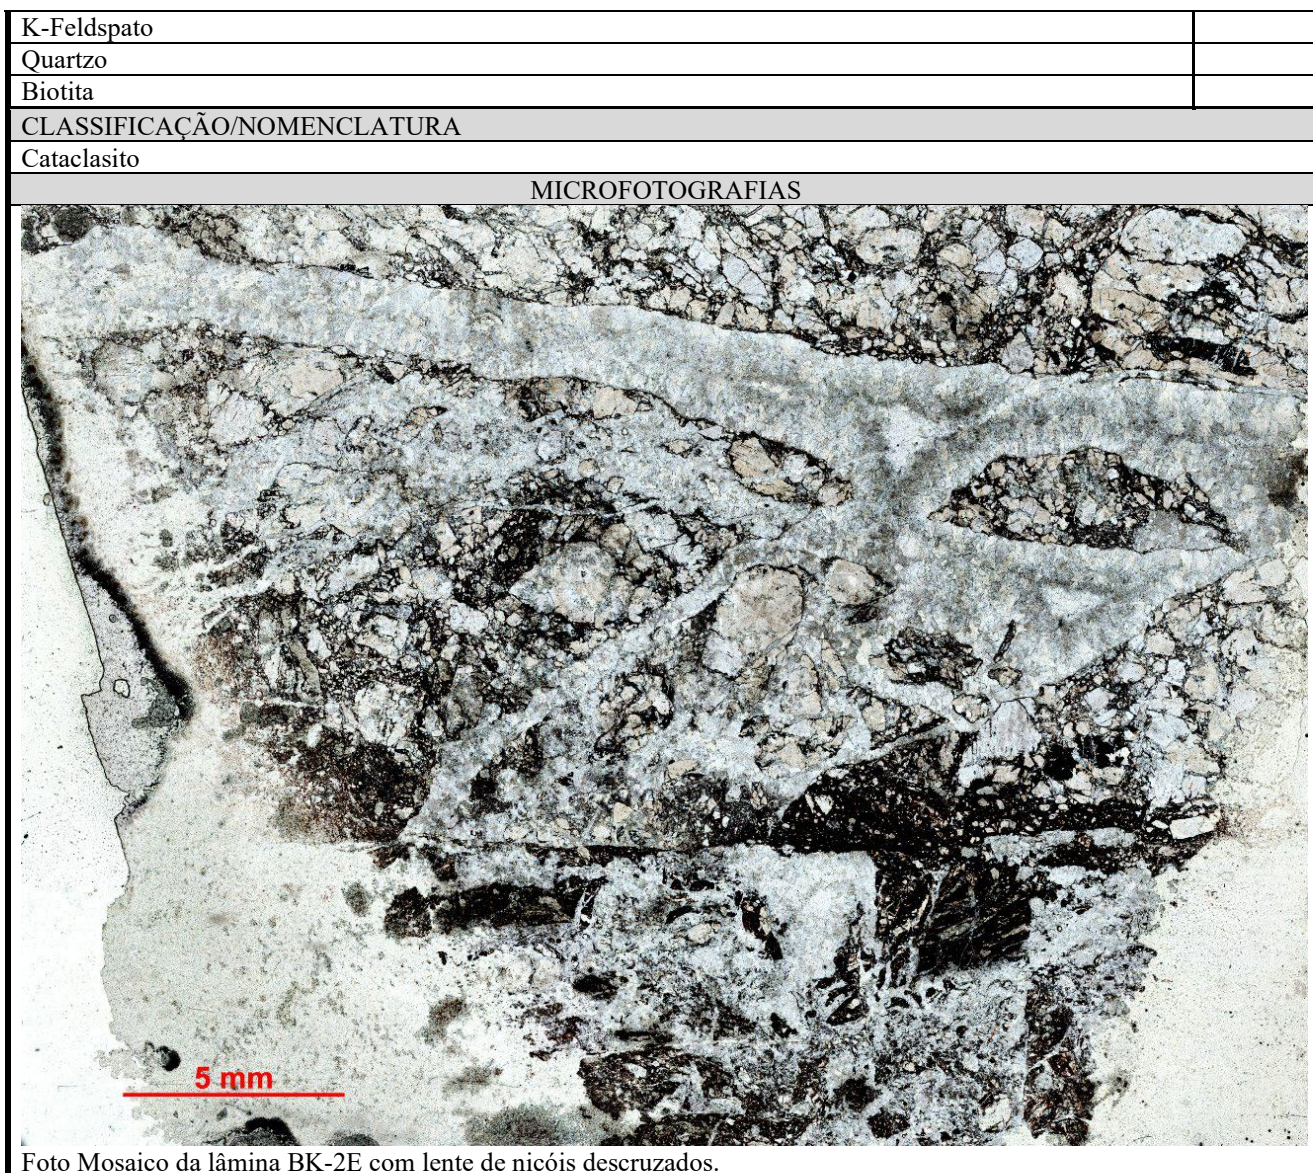 K-Feldspato
Quartzo
Biotita
CLASSIFICAÇÃO/NOMENCLATURA
Cataclasito
MICROFOTOGRAFIAS
5 mm
Foto Mosaico da lâmina BK-2E com lente de nicóis descruzados.